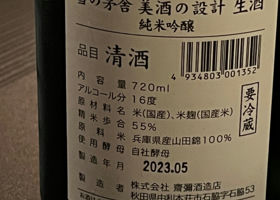 雪の茅舎 美酒の設計 生酒
純米吟醸
品目 清酒
4 934803 001352
内容量 720ml
アルコール分 16度
原材料名 米(国産)、米麹(国産米)
精米歩合 55%
原料米 兵庫県産山田錦100%
使用酵母 自社酵母
製造年月 2023.05
要冷蔵
株式会社 齋彌酒造店
秋田県由利本荘市石脇字石脇53